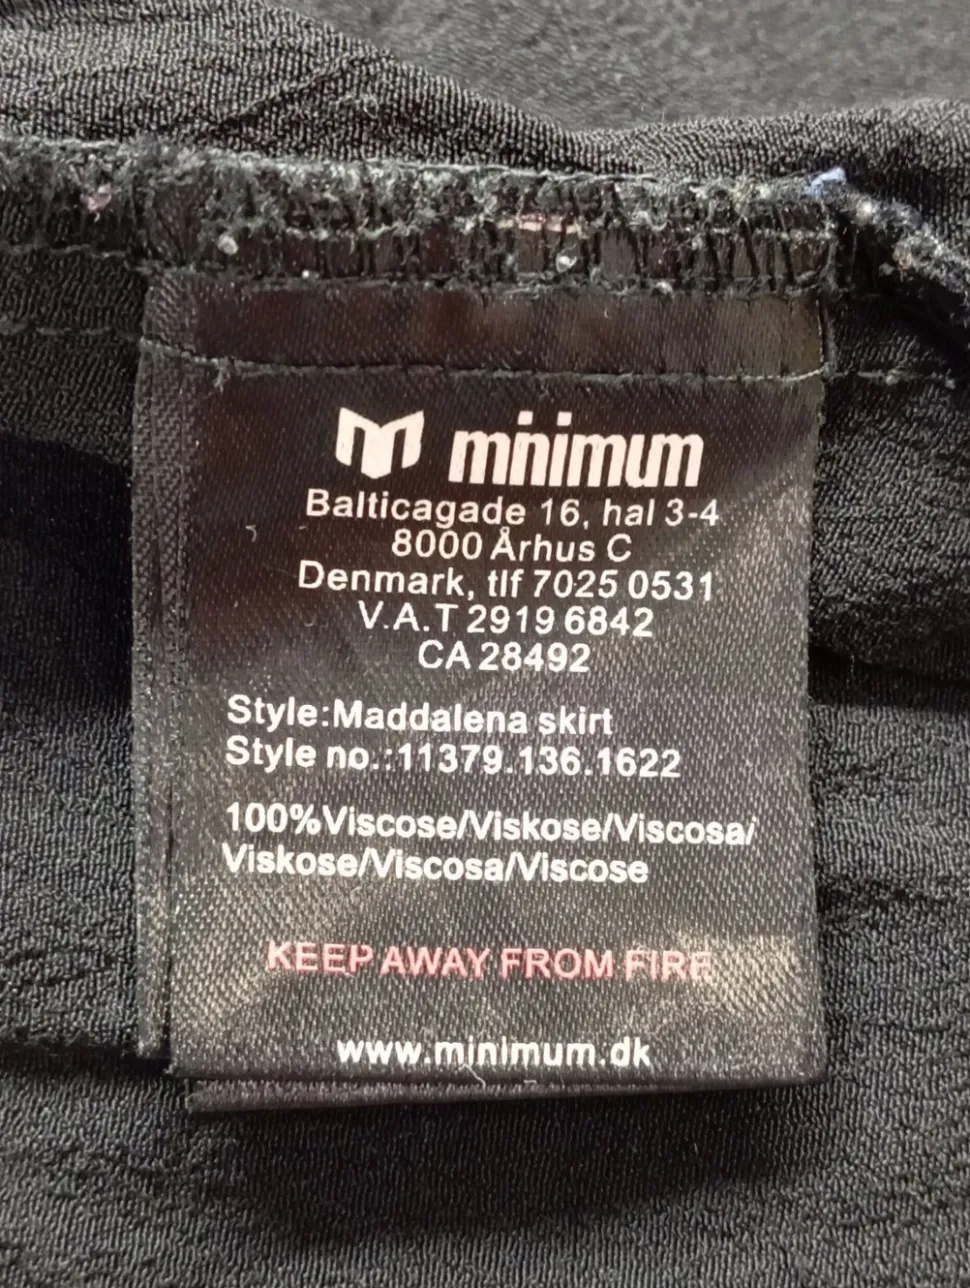 minimum
Balticagade 16, hal 3-4
8000 Århus C
Denmark, tlf 7025 0531
V.A.T 2919 6842
CA 28492
Style:Maddalena skirt
Style no.:11379.136.1622
100%Viscose/Viskose/Viscosa/
Viskose/Viscosa/Viscose
KEEP AWAY FROM FIRE
www.minimum.dk